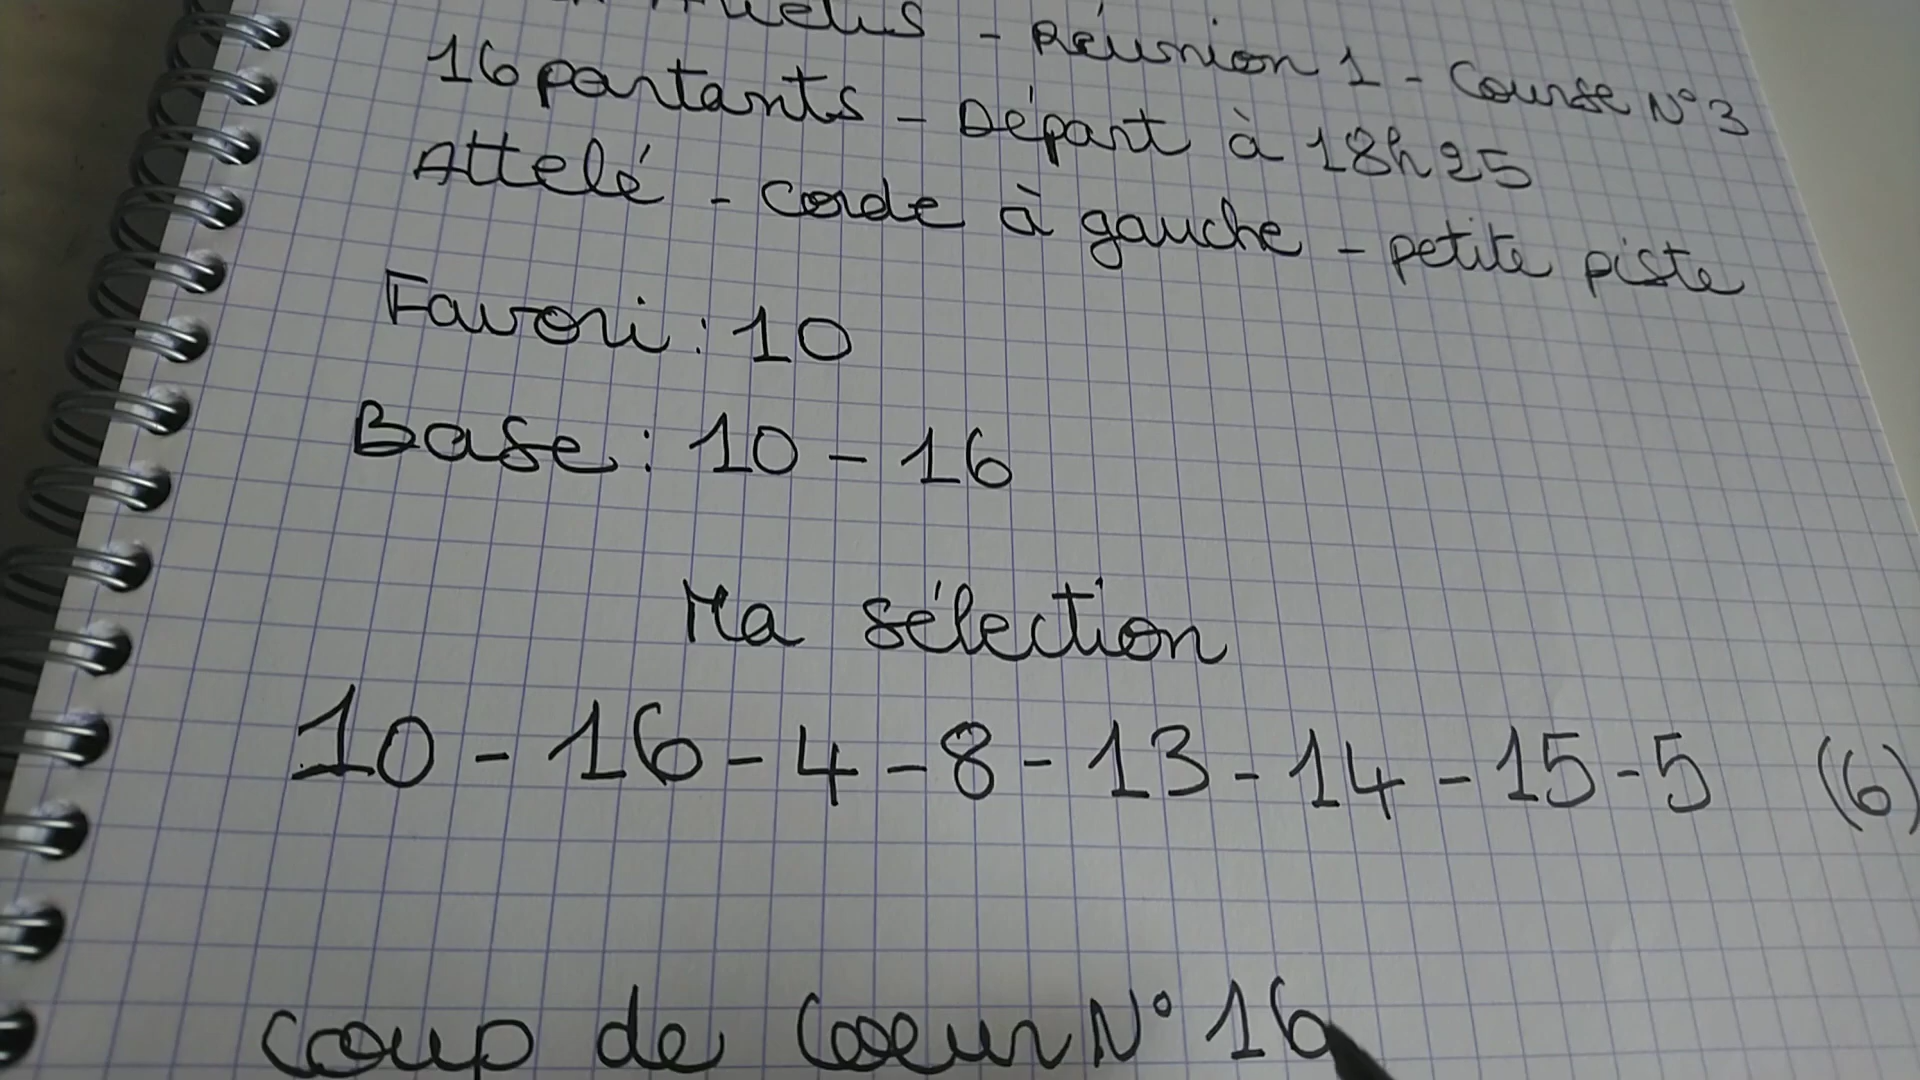 - Réunion 1 - Course N° 3
16 partants - Départ à 18h25
Attelé - corde à gauche - petite piste
Favori : 10
Base : 10 - 16
Ma sélection
10 - 16 - 4 - 8 - 13 - 14 - 15 - 5 (6)
Coup de Coeur N° 16